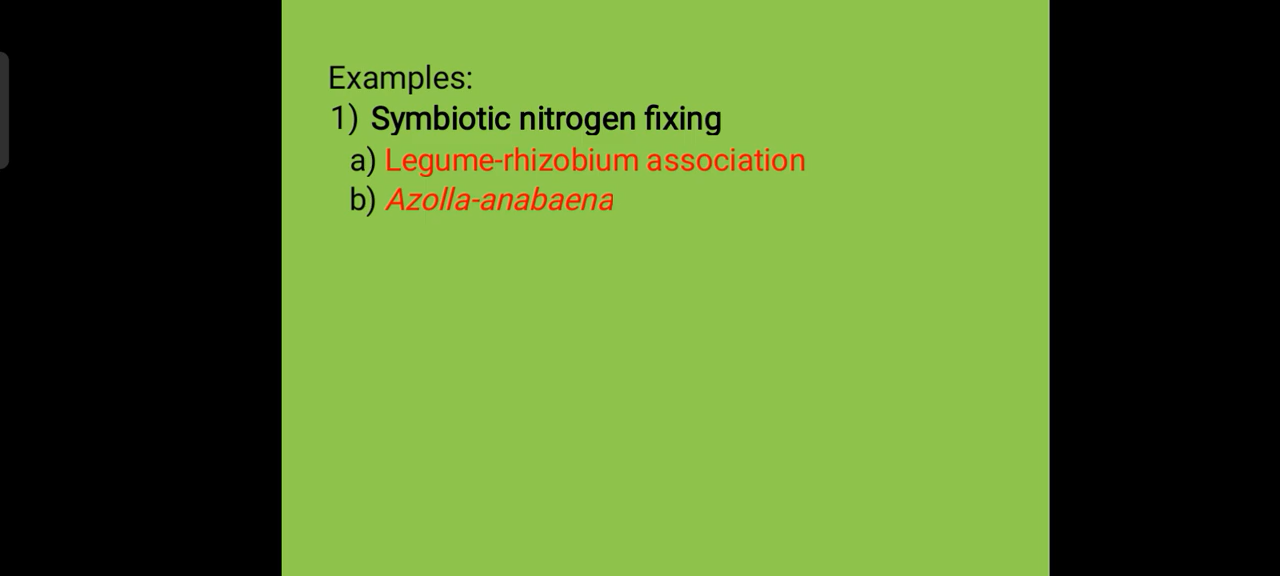 Examples:
1) Symbiotic nitrogen fixing
a) Legume-rhizobium association
b) Azolla-anabaena